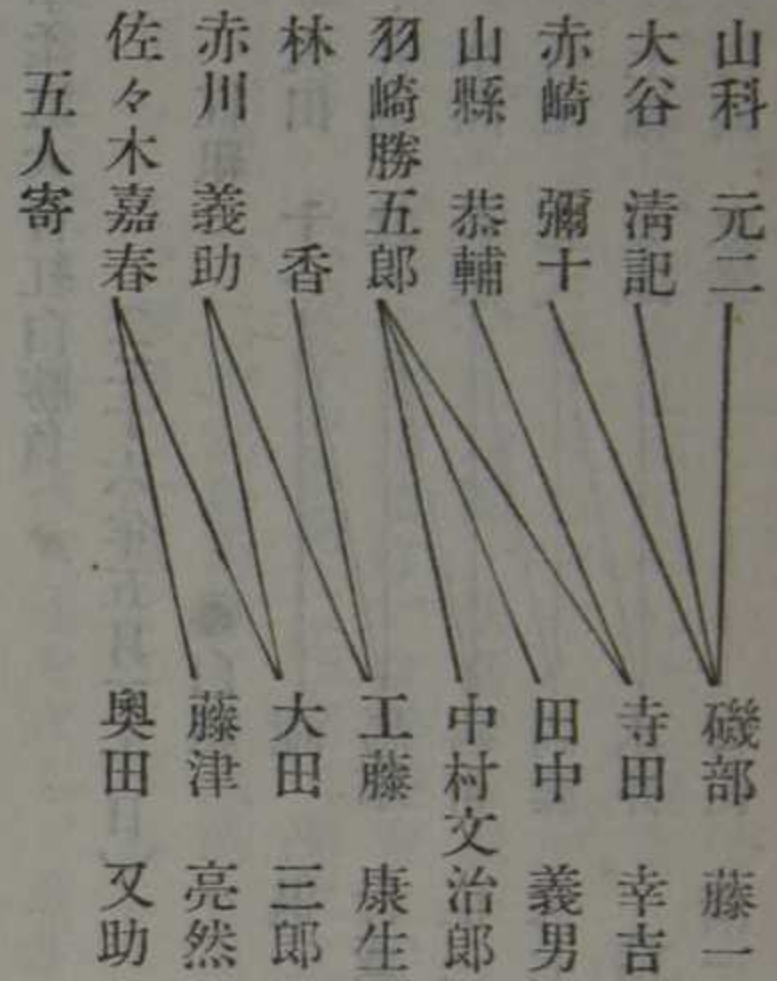 山科 元二
大谷 清記
赤崎 彌十
山縣 恭輔
羽崎勝五郎
林 香
赤川 義助
佐々木嘉春
五人寄
磯部 藤一
寺田 幸吉
田中 義男
中村文治郎
工藤 康生
大田 三郎
藤津 亮然
奥田 又助